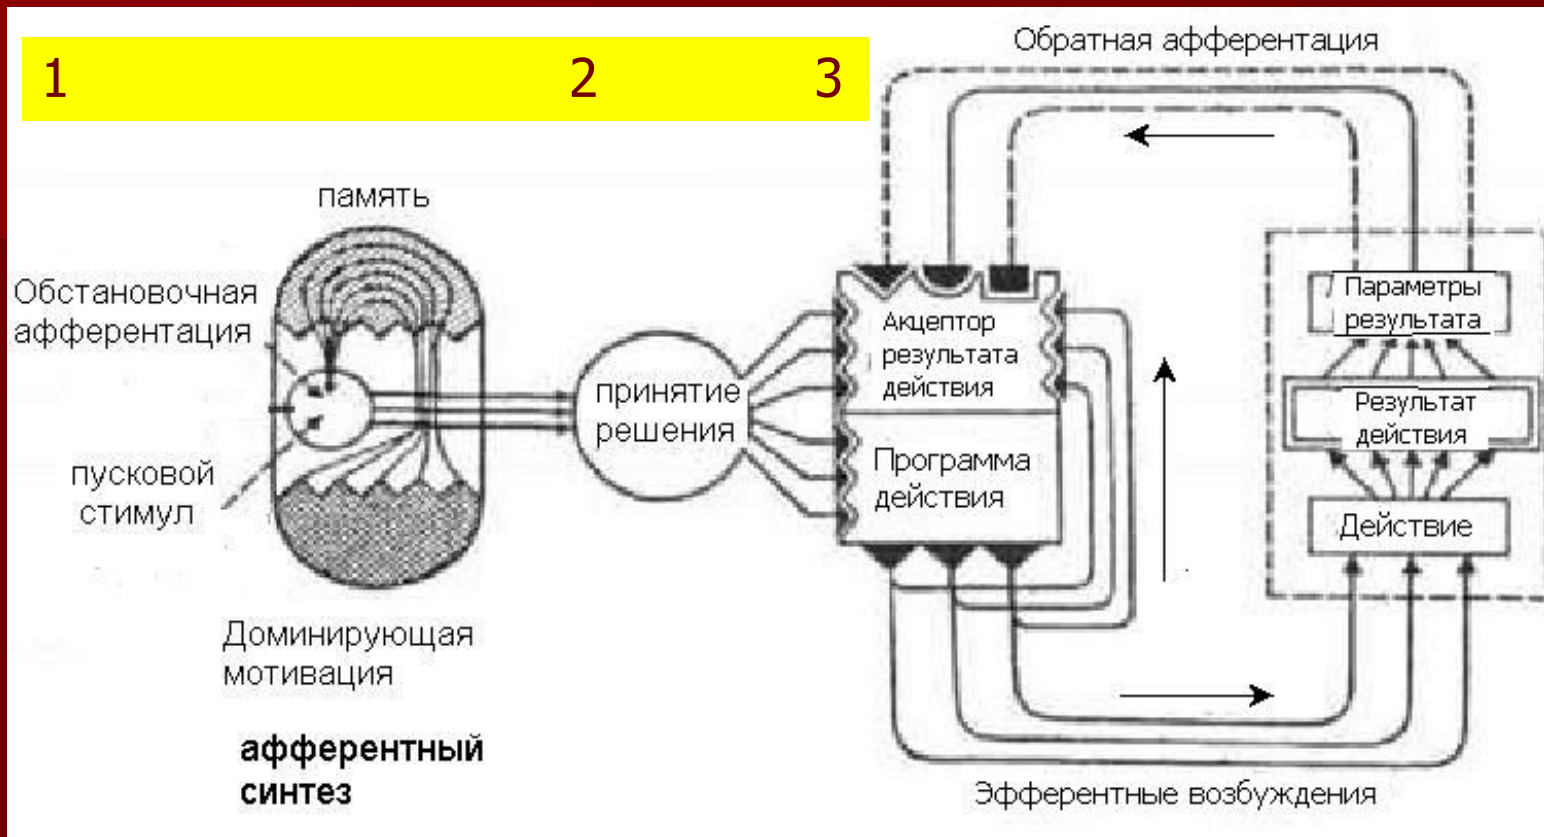 1 2 3
Обратная афферентация
память
Обстановочная
афферентация
пусковой
стимул
Доминирующая
мотивация
афферентный
синтез
принятие
решения
Акцептор
результата
действия
Программа
действия
Параметры
результата
Результат
действия
Действие
Эфферентные возбуждения